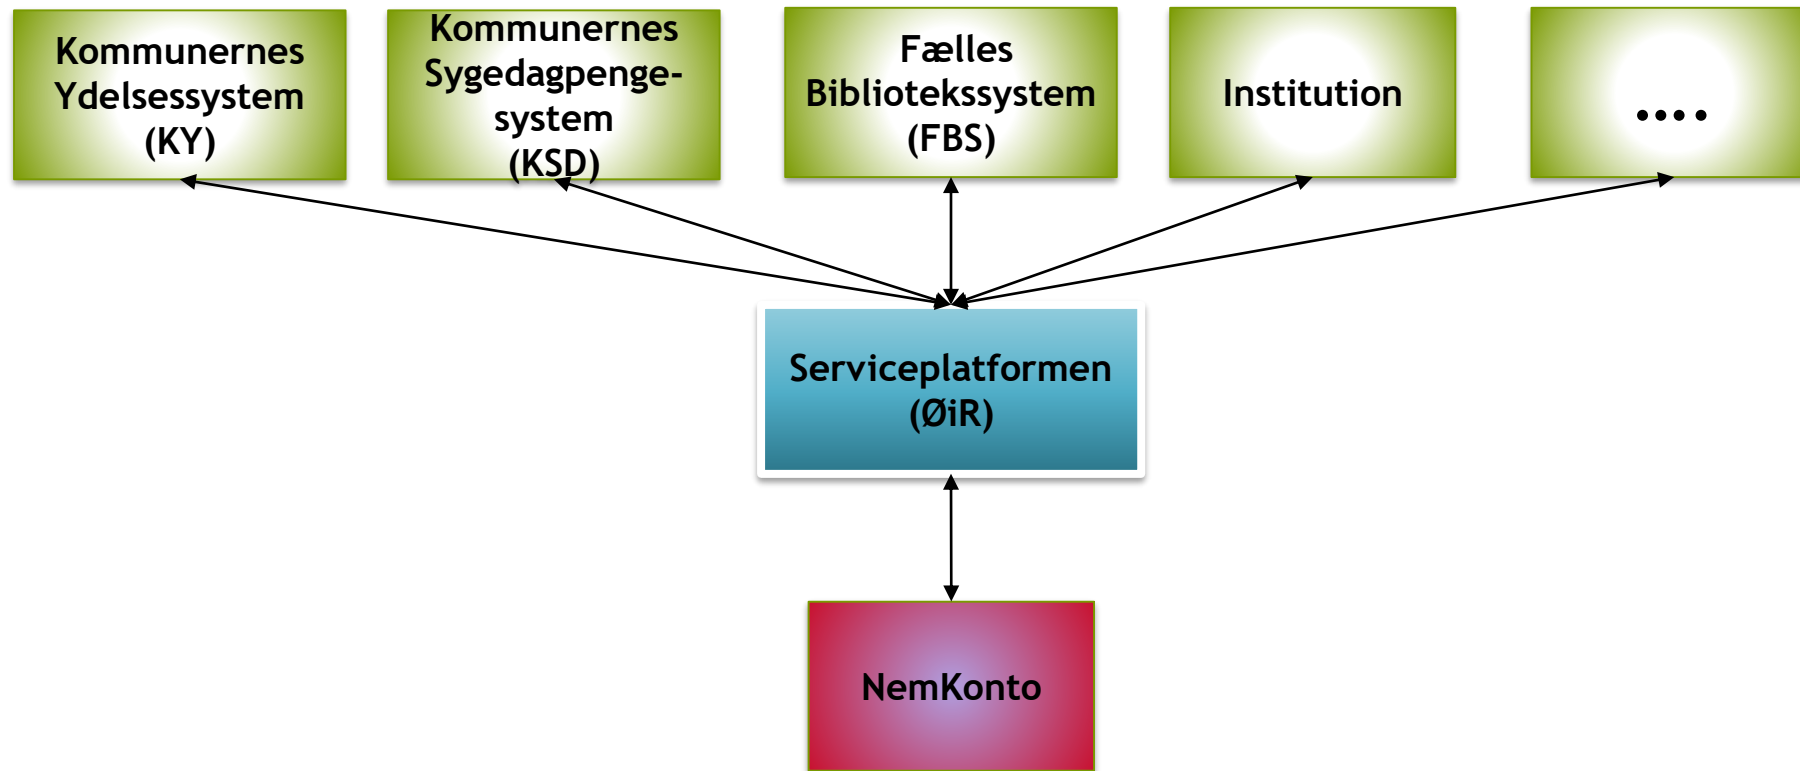 Kommunernes
Ydelsessystem
(KY)
Kommunernes
Sygedagpenge-
system
(KSD)
Fælles
Bibliotekssystem
(FBS)
Institution
....
Serviceplatformen
(ØiR)
NemKonto